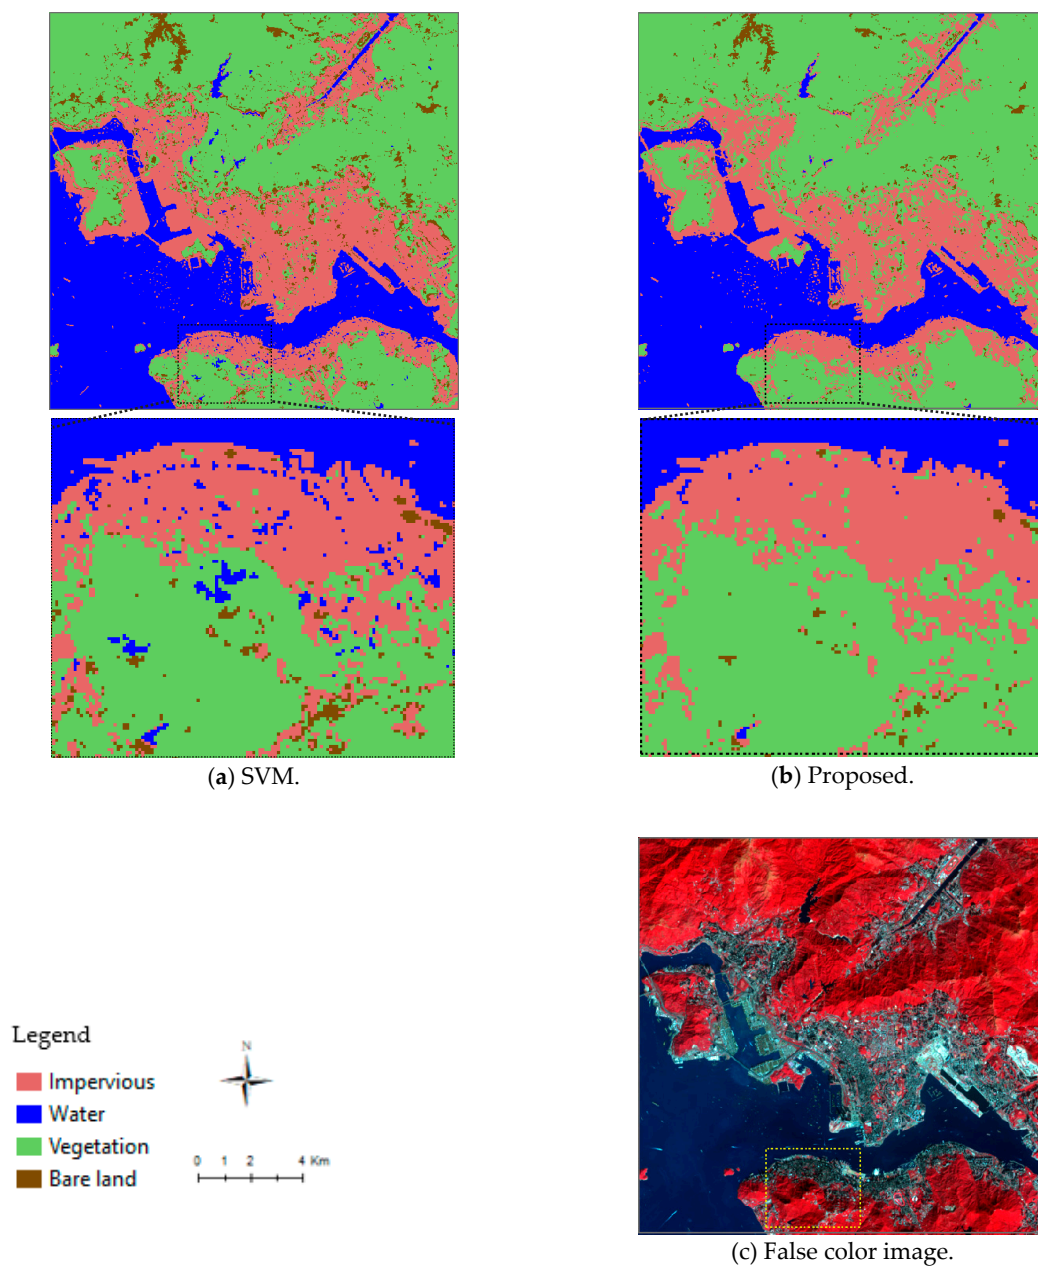 (a) SVM.
(b) Proposed.
Legend
Impervious
Water
Vegetation
Bare land
N
0 1 2 4 Km
(c) False color image.